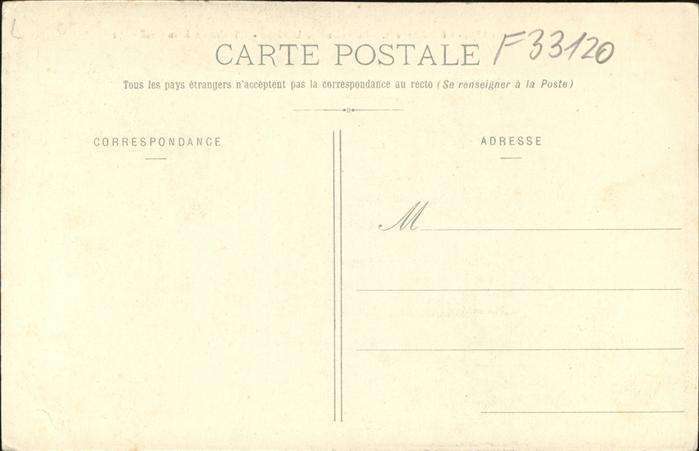 CARTE POSTALE F33120
Tous les pays étrangers n'acceptent pas la correspondance au recto (Se renseigner à la Poste)
CORRESPONDANCE
ADRESSE
M